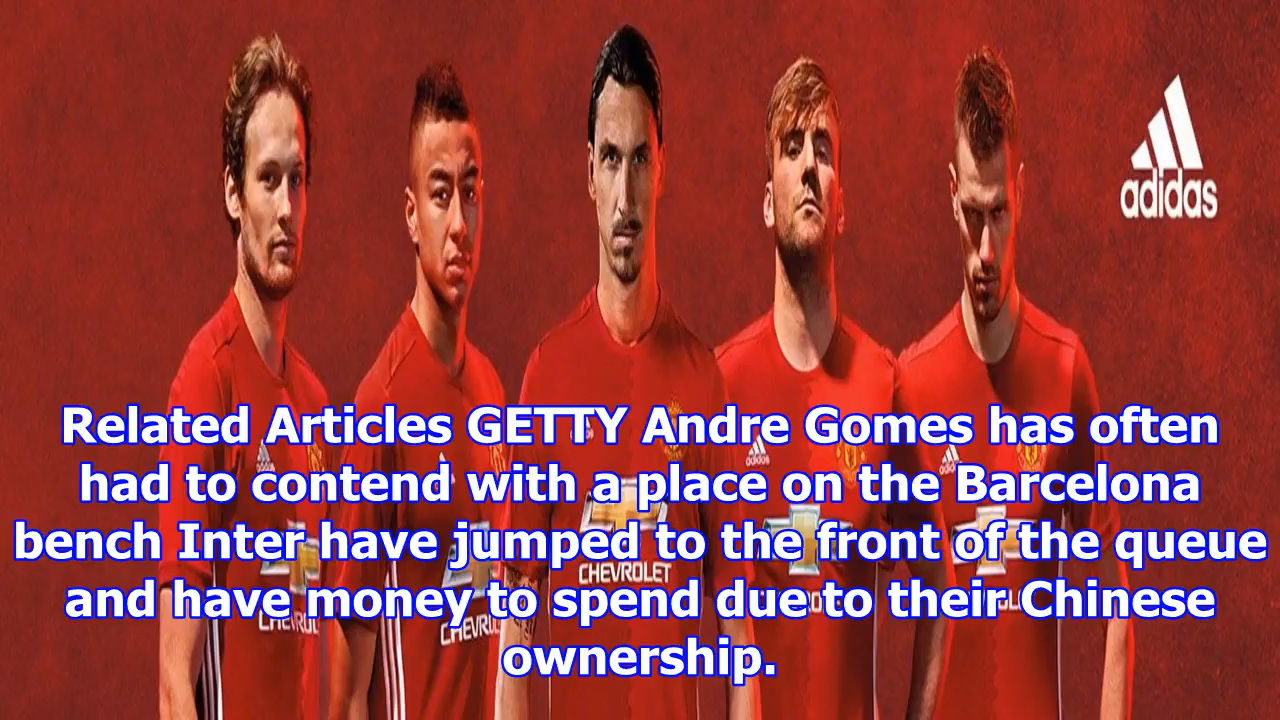 adidas
Related Articles GETTY Andre Gomes has often
had to contend with a place on the Barcelona
bench Inter have jumped to the front of the queue
and have money to spend due to their Chinese
ownership.
CHEVROLET